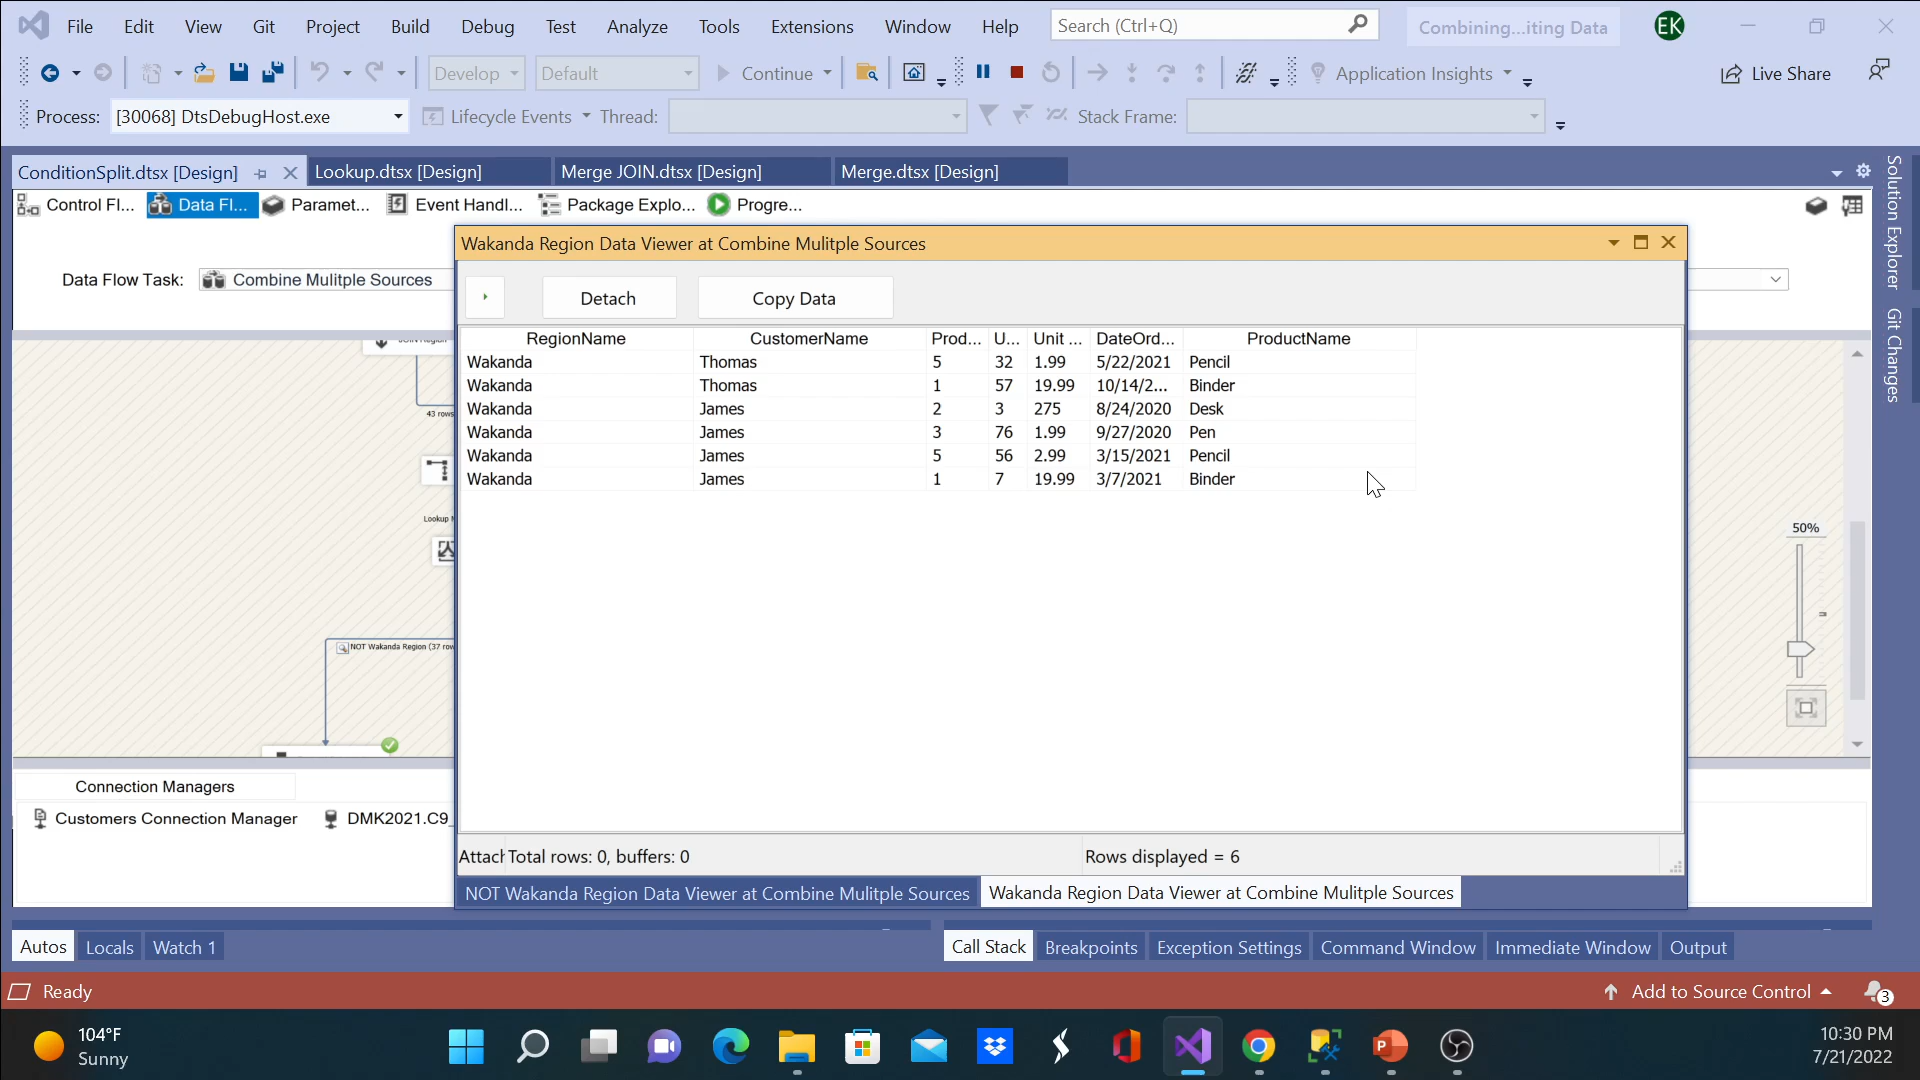 File Edit View Git Project Build Debug Test Analyze Tools Extensions Window Help Search (Ctrl+Q) Combining...iting Data EK
Develop Default Continue Application Insights Live Share
Process: [30068] DtsDebugHost.exe Lifecycle Events Thread: Stack Frame:
ConditionSplit.dtsx [Design] Lookup.dtsx [Design] Merge JOIN.dtsx [Design] Merge.dtsx [Design]
Control Fl... Data Fl... Paramet... Event Handl... Package Explo... Progre...
Solution Explorer
Git Changes
Wakanda Region Data Viewer at Combine Mulitple Sources
Data Flow Task: Combine Mulitple Sources
Detach Copy Data
RegionName CustomerName Prod... U... Unit ... DateOrd... ProductName
Wakanda Thomas 5 32 1.99 5/22/2021 Pencil
Wakanda Thomas 1 57 19.99 10/14/2... Binder
Wakanda James 2 3 275 8/24/2020 Desk
Wakanda James 3 76 1.99 9/27/2020 Pen
Wakanda James 5 56 2.99 3/15/2021 Pencil
Wakanda James 1 7 19.99 3/7/2021 Binder
43 rows
Lookup
50%
NOT Wakanda Region (37 row
Connection Managers
Customers Connection Manager DMK2021.C9_
Attach Total rows: 0, buffers: 0 Rows displayed = 6
NOT Wakanda Region Data Viewer at Combine Mulitple Sources Wakanda Region Data Viewer at Combine Mulitple Sources
Autos Locals Watch 1 Call Stack Breakpoints Exception Settings Command Window Immediate Window Output
Ready Add to Source Control 3
104°F
Sunny
10:30 PM
7/21/2022